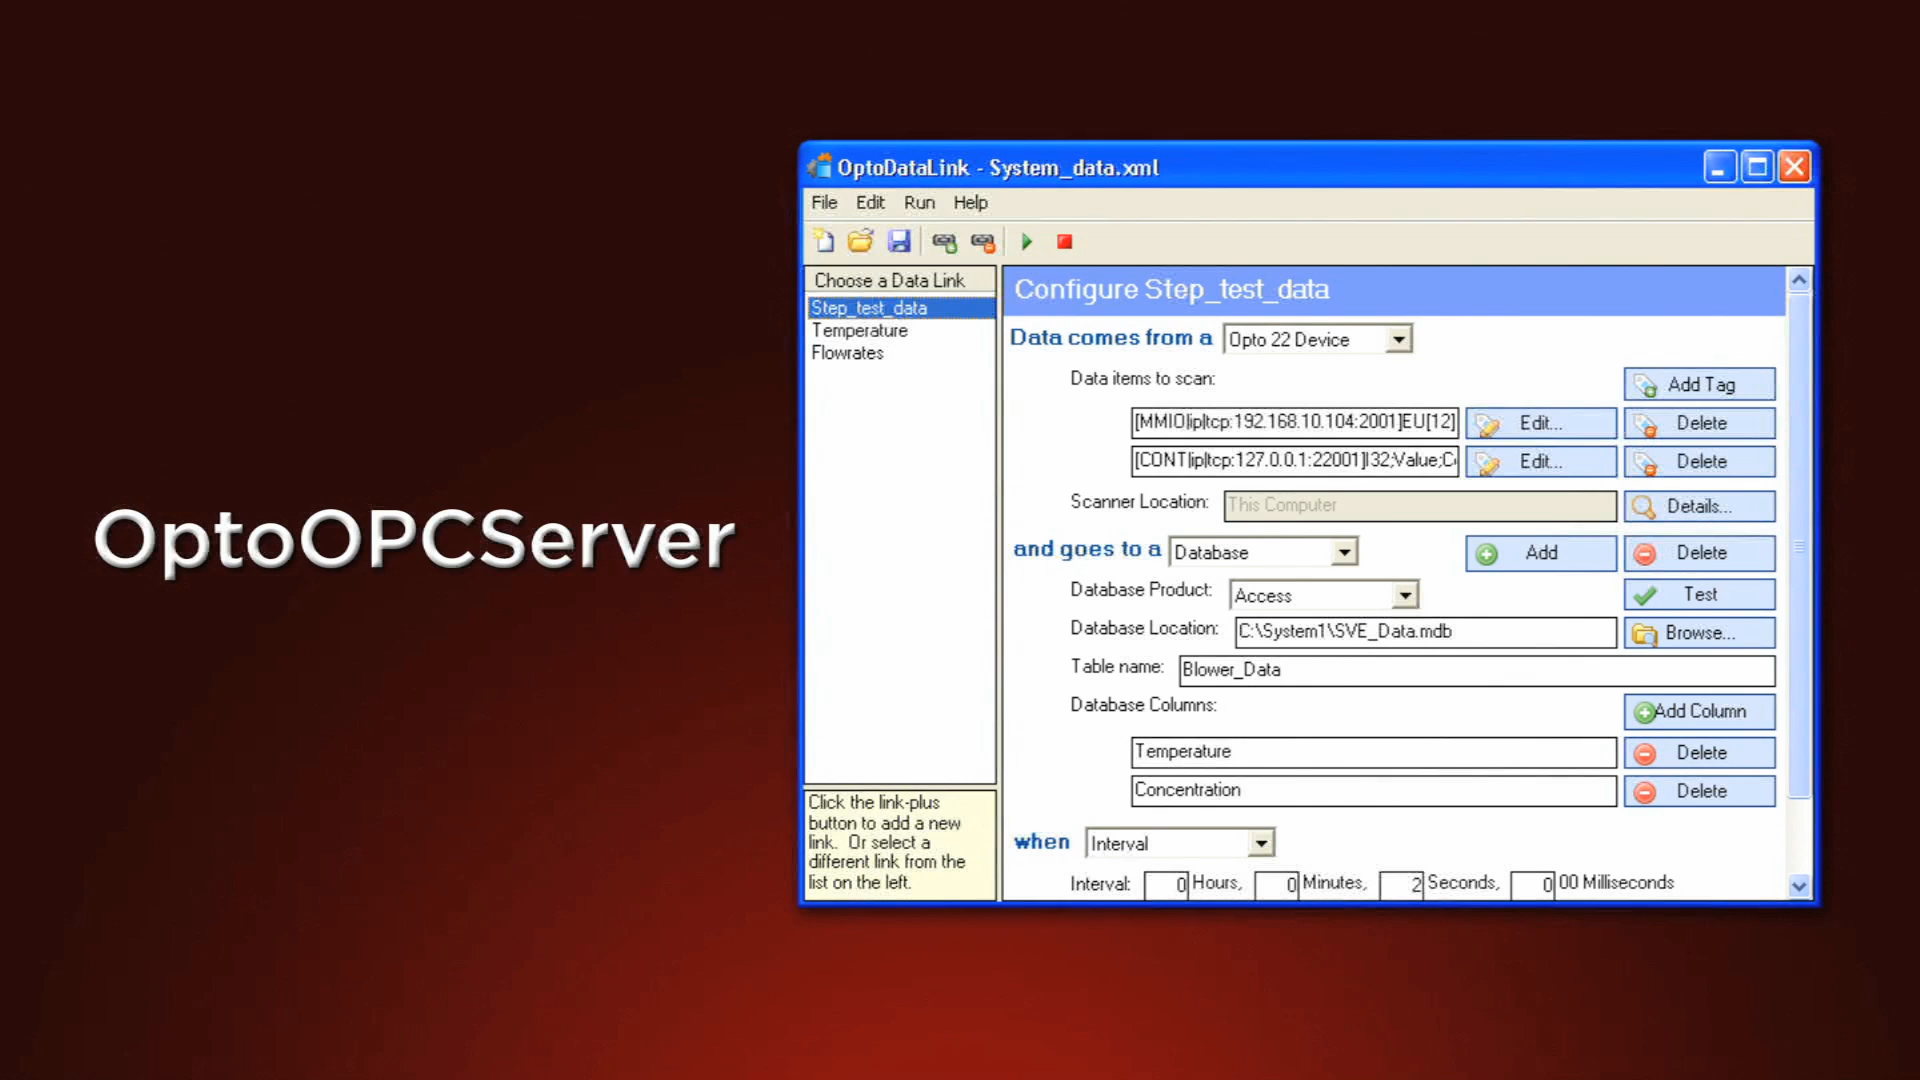 OptoOPCServer
OptoDataLink - System_data.xml
File Edit Run Help
Choose a Data Link
Step_test_data
Temperature
Flowrates
Click the link-plus
button to add a new
link. Or select a
different link from the
list on the left.
Configure Step_test_data
Data comes from a Opto 22 Device
Data items to scan: Add Tag
[MMIO|ip|tcp:192.168.10.104:2001]EU[12] Edit... Delete
[CONT|ip|tcp:127.0.0.1:22001]I32;Value;C Edit... Delete
Scanner Location: This Computer Details...
and goes to a Database Add Delete
Database Product: Access Test
Database Location: C:\System1\SVE_Data.mdb Browse...
Table name: Blower_Data
Database Columns: Add Column
Temperature Delete
Concentration Delete
when Interval
Interval: 0 Hours, 0 Minutes, 2 Seconds, 0 00 Milliseconds